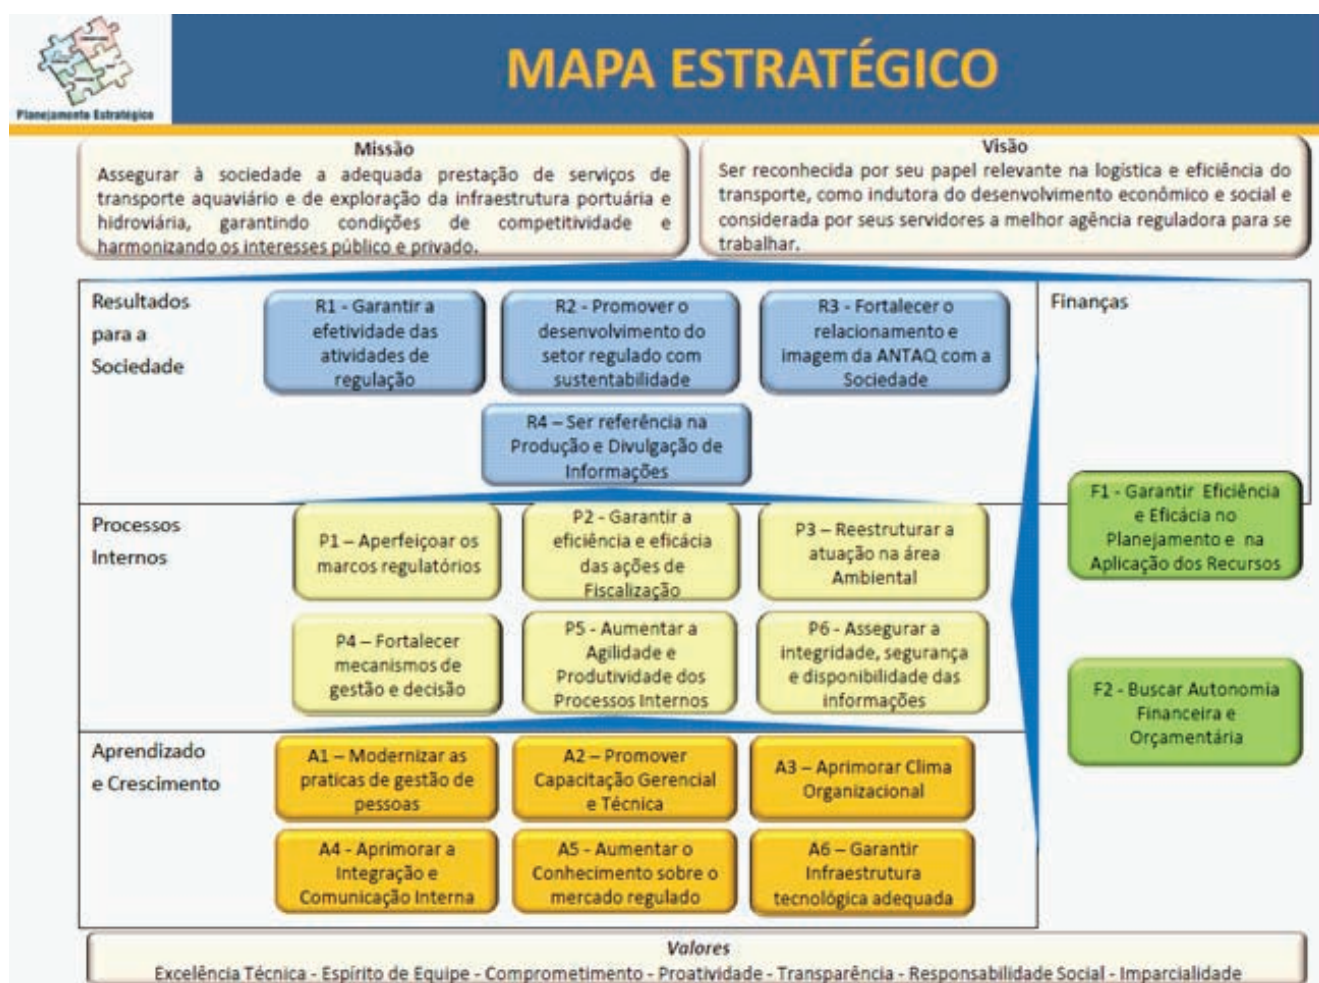 Planejamento Estratégico
MAPA ESTRATÉGICO
Missão
Assegurar à sociedade a adequada prestação de serviços de
transporte aquaviário e de exploração da infraestrutura portuária e
hidroviária, garantindo condições de competitividade e
harmonizando os interesses público e privado.
Visão
Ser reconhecida por seu papel relevante na logística e eficiência do
transporte, como indutora do desenvolvimento econômico e social e
considerada por seus servidores a melhor agência reguladora para se
trabalhar.
Resultados
para a
Sociedade
R1 - Garantir a
efetividade das
atividades de
regulação
R2 - Promover o
desenvolvimento do
setor regulado com
sustentabilidade
R3 - Fortalecer o
relacionamento e
imagem da ANTAQ com a
Sociedade
R4 – Ser referência na
Produção e Divulgação de
Informações
Finanças
F1 - Garantir Eficiência
e Eficácia no
Planejamento e na
Aplicação dos Recursos
F2 - Buscar Autonomia
Financeira e
Orçamentária
Processos
Internos
P1 – Aperfeiçoar os
marcos regulatórios
P2 - Garantir a
eficiência e eficácia
das ações de
Fiscalização
P3 – Reestruturar a
atuação na área
Ambiental
P4 – Fortalecer
mecanismos de
gestão e decisão
P5 - Aumentar a
Agilidade e
Produtividade dos
Processos Internos
P6 - Assegurar a
integridade, segurança
e disponibilidade das
informações
Aprendizado
e Crescimento
A1 – Modernizar as
praticas de gestão de
pessoas
A2 – Promover
Capacitação Gerencial
e Técnica
A3 – Aprimorar Clima
Organizacional
A4 - Aprimorar a
Integração e
Comunicação Interna
A5 - Aumentar o
Conhecimento sobre o
mercado regulado
A6 – Garantir
Infraestrutura
tecnológica adequada
Valores
Excelência Técnica - Espírito de Equipe - Comprometimento - Proatividade - Transparência - Responsabilidade Social - Imparcialidade